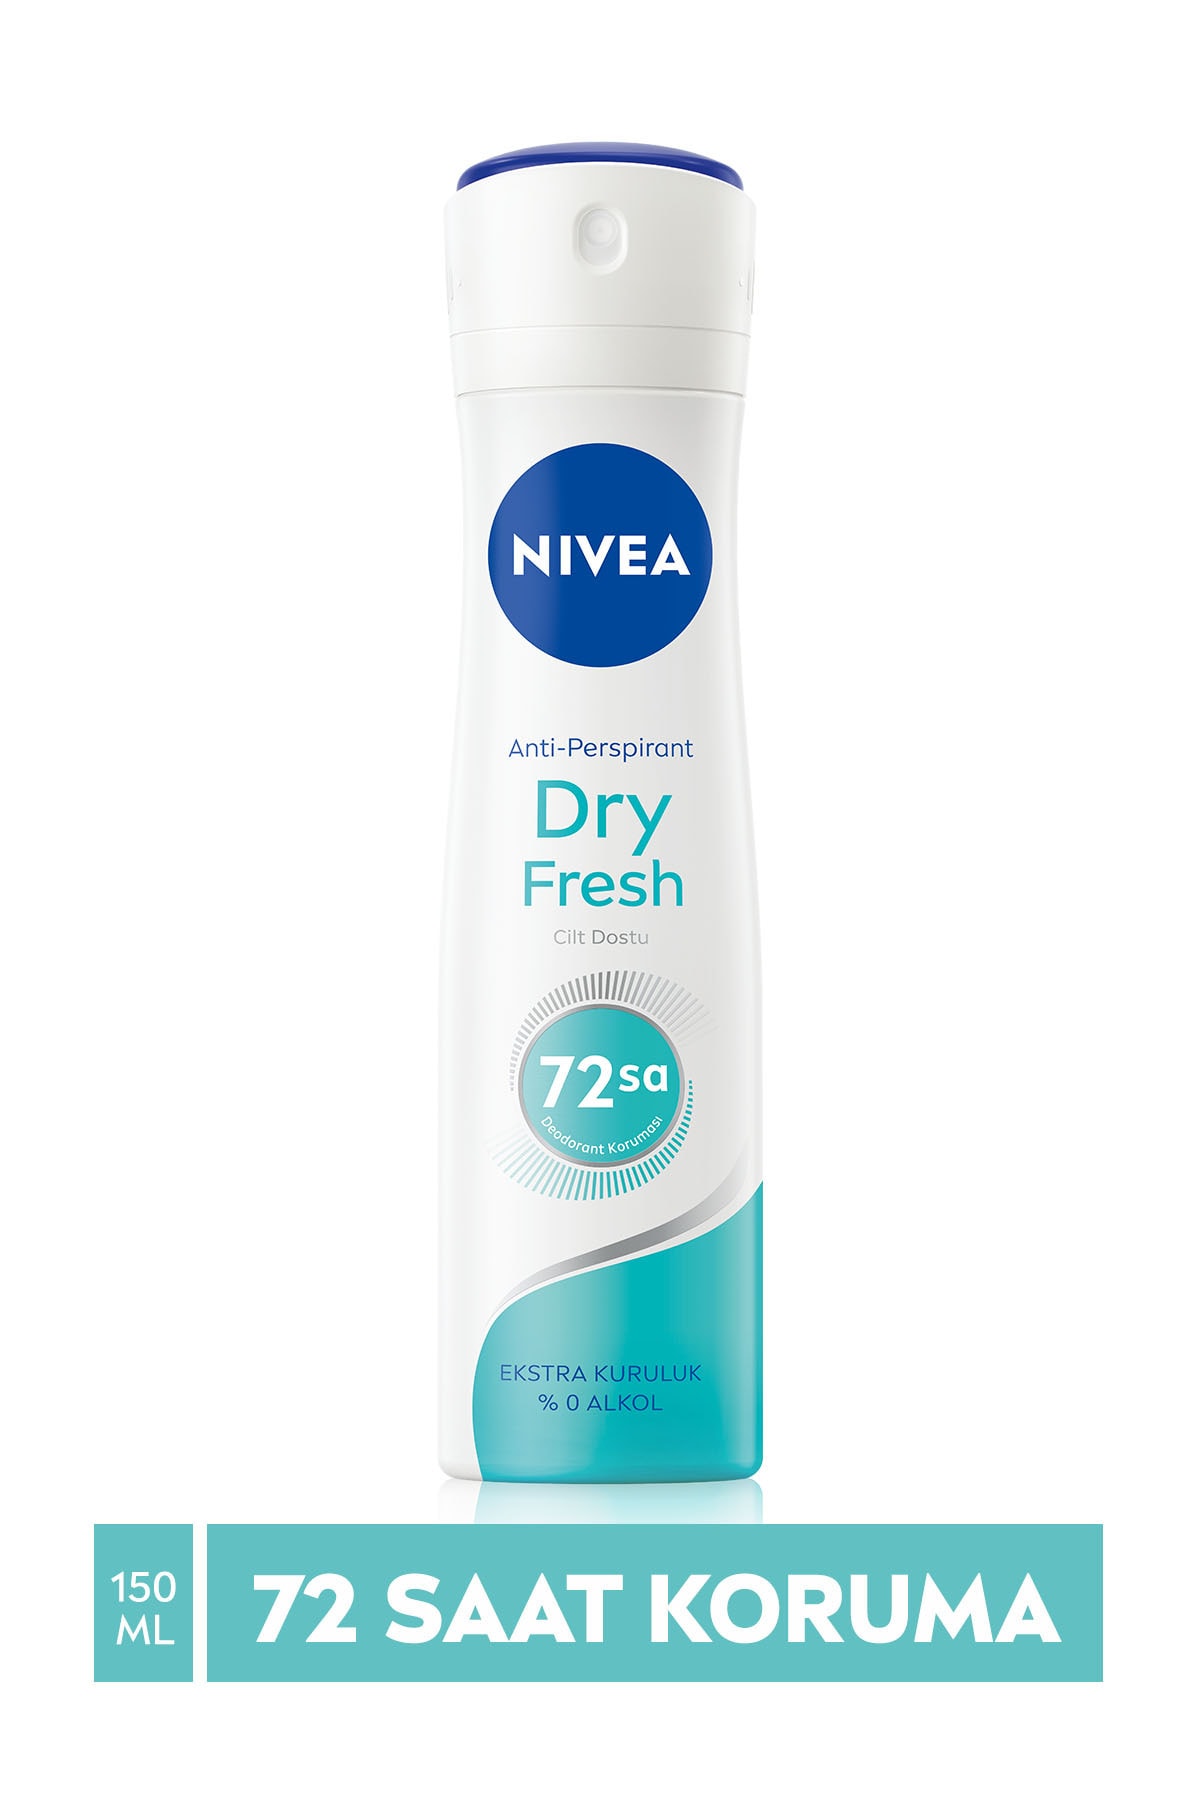 NIVEA
Anti-Perspirant
Dry
Fresh
Cilt Dostu
72sa
Deodorant Koruması
EKSTRA KURULUK
% 0 ALKOL
150
ML
72 SAAT KORUMA